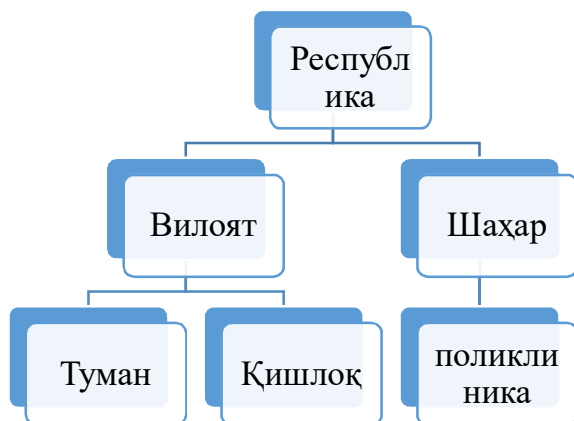 Республ
ика
Вилоят
Шаҳар
Туман
Қишлоқ
поликли
ника